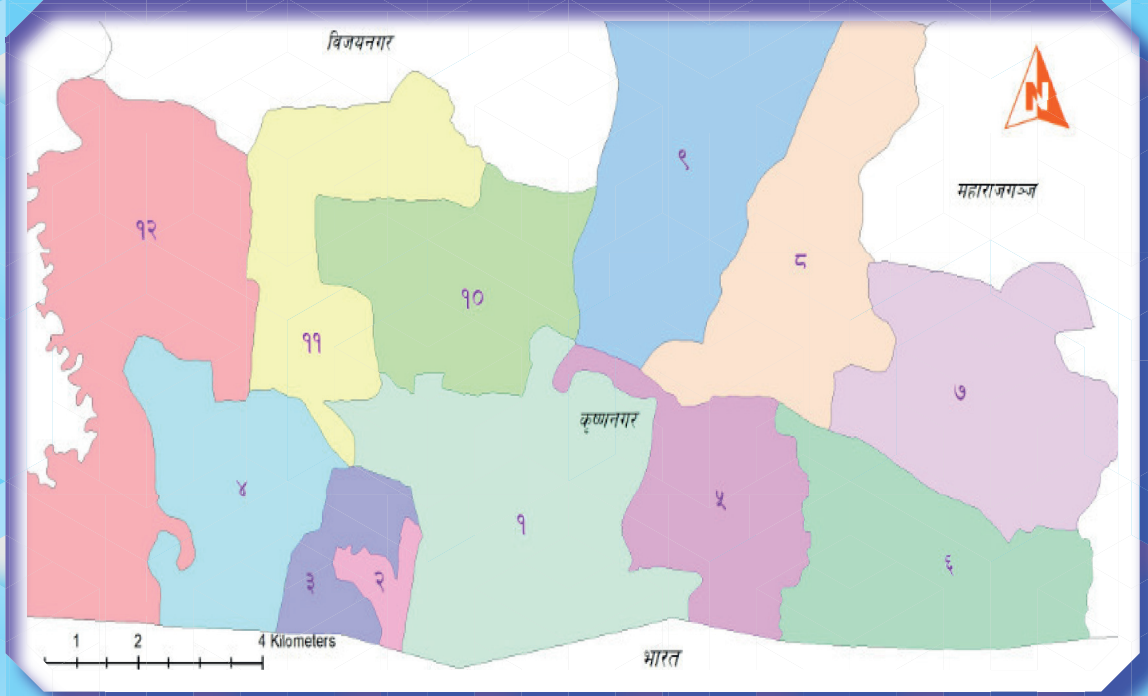 विजयनगर
N
९
महाराजगञ्ज
१२
८
१०
११
७
कृष्णनगर
४
५
१
६
३
२
1 2 4 Kilometers
भारत